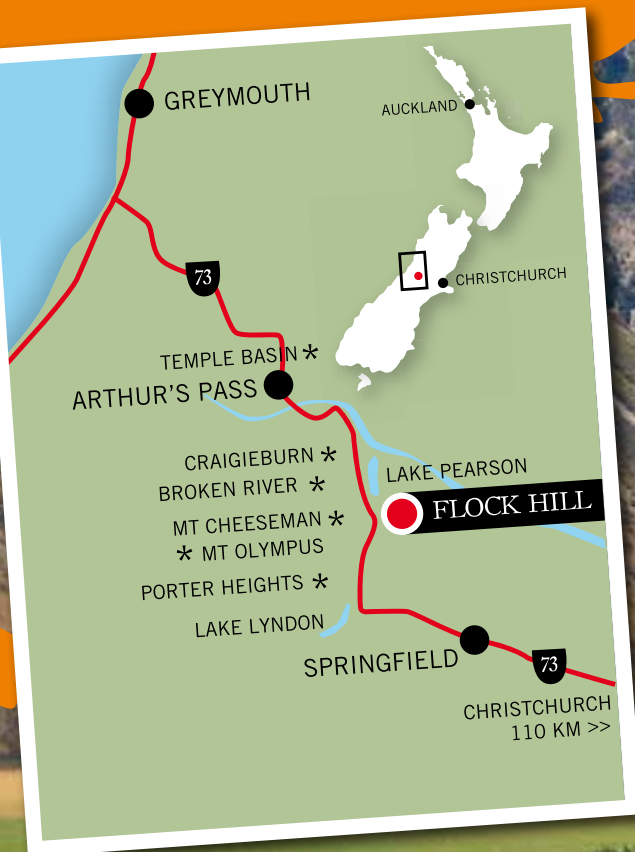 GREYMOUTH
AUCKLAND
73
CHRISTCHURCH
TEMPLE BASIN *
ARTHUR'S PASS
CRAIGIEBURN *
LAKE PEARSON
BROKEN RIVER *
FLOCK HILL
MT CHEESEMAN *
* MT OLYMPUS
PORTER HEIGHTS *
LAKE LYNDON
SPRINGFIELD
73
CHRISTCHURCH
110 KM >>